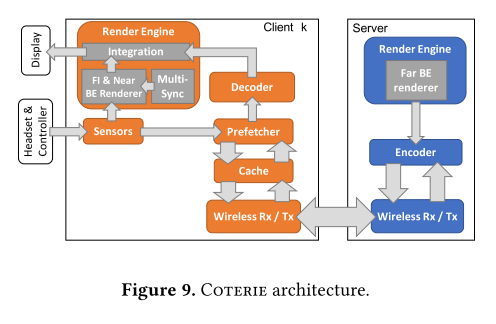 Client k
Server
Display
Render Engine
Integration
FI & Near
BE Renderer
Multi-
Sync
Decoder
Headset &
Controller
Sensors
Prefetcher
Cache
Wireless Rx / Tx
Render Engine
Far BE
renderer
Encoder
Wireless Rx / Tx
Figure 9. COTERIE architecture.